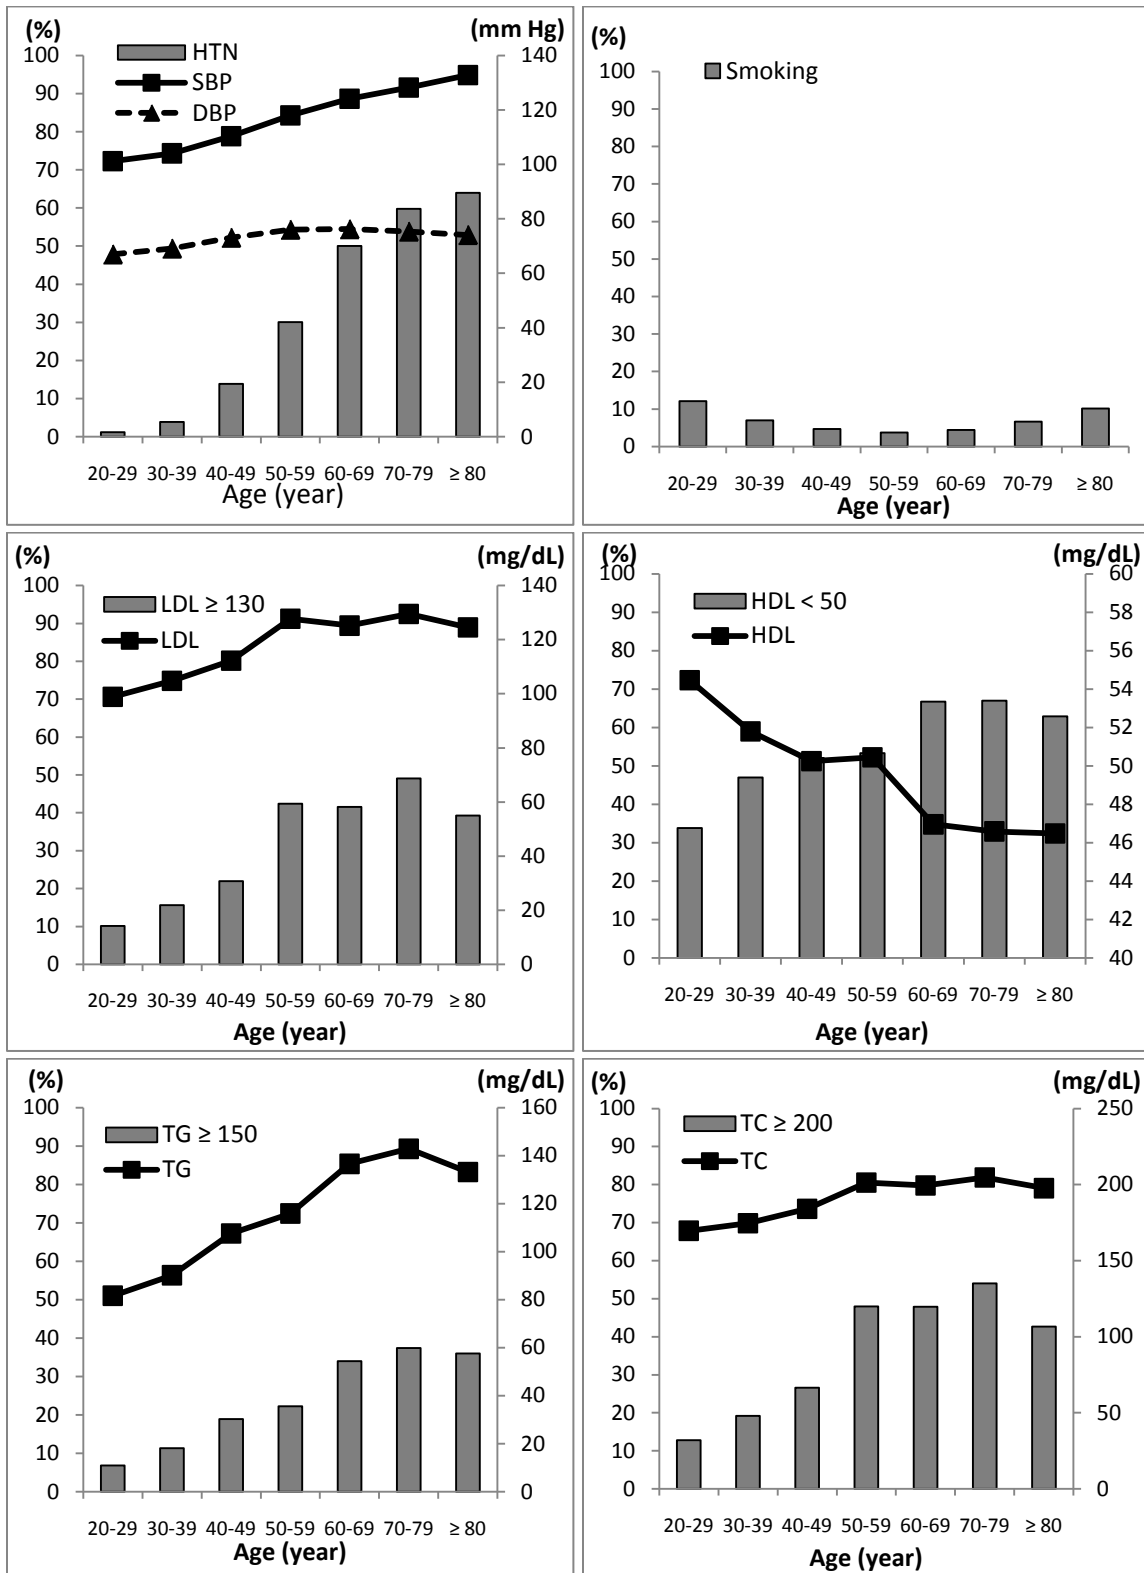 (%) (mm Hg)
HTN
SBP
DBP
100 140
90 120
80 100
70 80
60 60
50 40
40 20
30 0
20
10
0
20-29 30-39 40-49 50-59 60-69 70-79 ≥ 80
Age (year)
(%)
Smoking
100
90
80
70
60
50
40
30
20
10
0
20-29 30-39 40-49 50-59 60-69 70-79 ≥ 80
Age (year)
(%) (mg/dL)
LDL ≥ 130
LDL
100 140
90 120
80 100
70 80
60 60
50 40
40 20
30 0
20
10
0
20-29 30-39 40-49 50-59 60-69 70-79 ≥ 80
Age (year)
(%) (mg/dL)
HDL < 50
HDL
100 60
90 58
80 56
70 54
60 52
50 50
40 48
30 46
20 44
10 42
0 40
20-29 30-39 40-49 50-59 60-69 70-79 ≥ 80
Age (year)
(%) (mg/dL)
TG ≥ 150
TG
100 160
90 140
80 120
70 100
60 80
50 60
40 40
30 20
20 0
10
0
20-29 30-39 40-49 50-59 60-69 70-79 ≥ 80
Age (year)
(%) (mg/dL)
TC ≥ 200
TC
100 250
90 200
80 150
70 100
60 50
50 0
40
30
20
10
0
20-29 30-39 40-49 50-59 60-69 70-79 ≥ 80
Age (year)